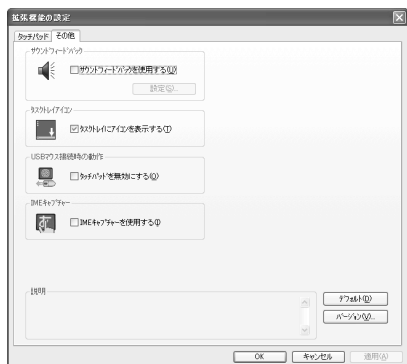 拡張機能の設定
タッチパッド その他
サウンドフィードバック
サウンドフィードバックを使用する(U)
設定(S)...
タスクトレイアイコン
タスクトレイにアイコンを表示する(T)
USBマウス接続時の動作
タッチパッドを無効にする(O)
IMEキャプチャー
IMEキャプチャーを使用する(I)
説明
デフォルト(D)
バージョン(V)...
OK キャンセル 適用(A)